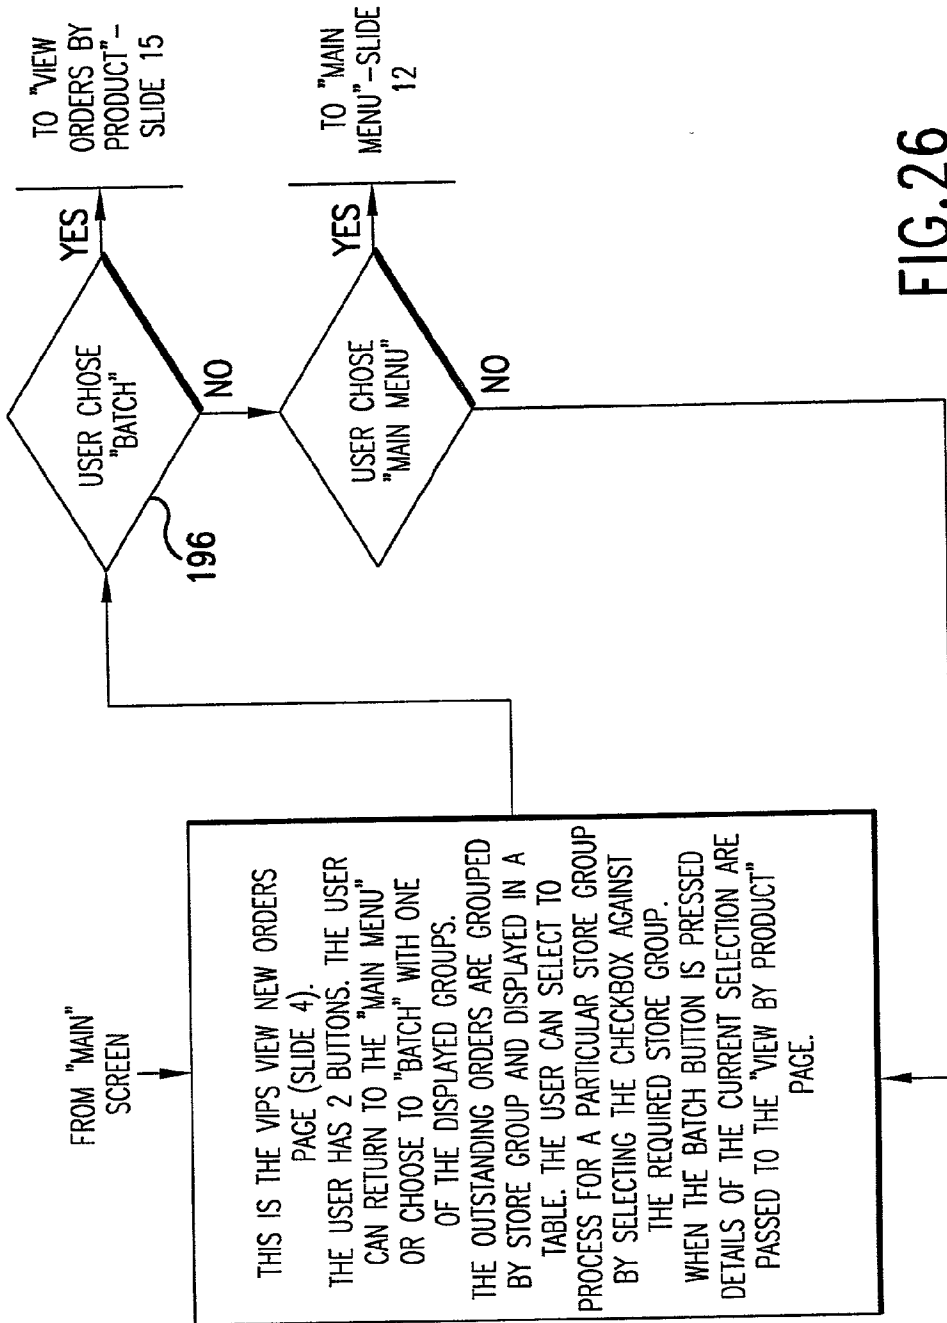 FROM "MAIN"
SCREEN
THIS IS THE VIPS VIEW NEW ORDERS
PAGE (SLIDE 4).
THE USER HAS 2 BUTTONS. THE USER
CAN RETURN TO THE "MAIN MENU"
OR CHOOSE TO "BATCH" WITH ONE
OF THE DISPLAYED GROUPS.
THE OUTSTANDING ORDERS ARE GROUPED
BY STORE GROUP AND DISPLAYED IN A
TABLE. THE USER CAN SELECT TO
PROCESS FOR A PARTICULAR STORE GROUP
BY SELECTING THE CHECKBOX AGAINST
THE REQUIRED STORE GROUP.
WHEN THE BATCH BUTTON IS PRESSED
DETAILS OF THE CURRENT SELECTION ARE
PASSED TO THE "VIEW BY PRODUCT"
PAGE.
USER CHOSE
"BATCH"
196
YES
NO
TO "VIEW
ORDERS BY
PRODUCT"-
SLIDE 15
USER CHOSE
"MAIN MENU"
YES
NO
TO "MAIN
MENU"-SLIDE
12
FIG.26